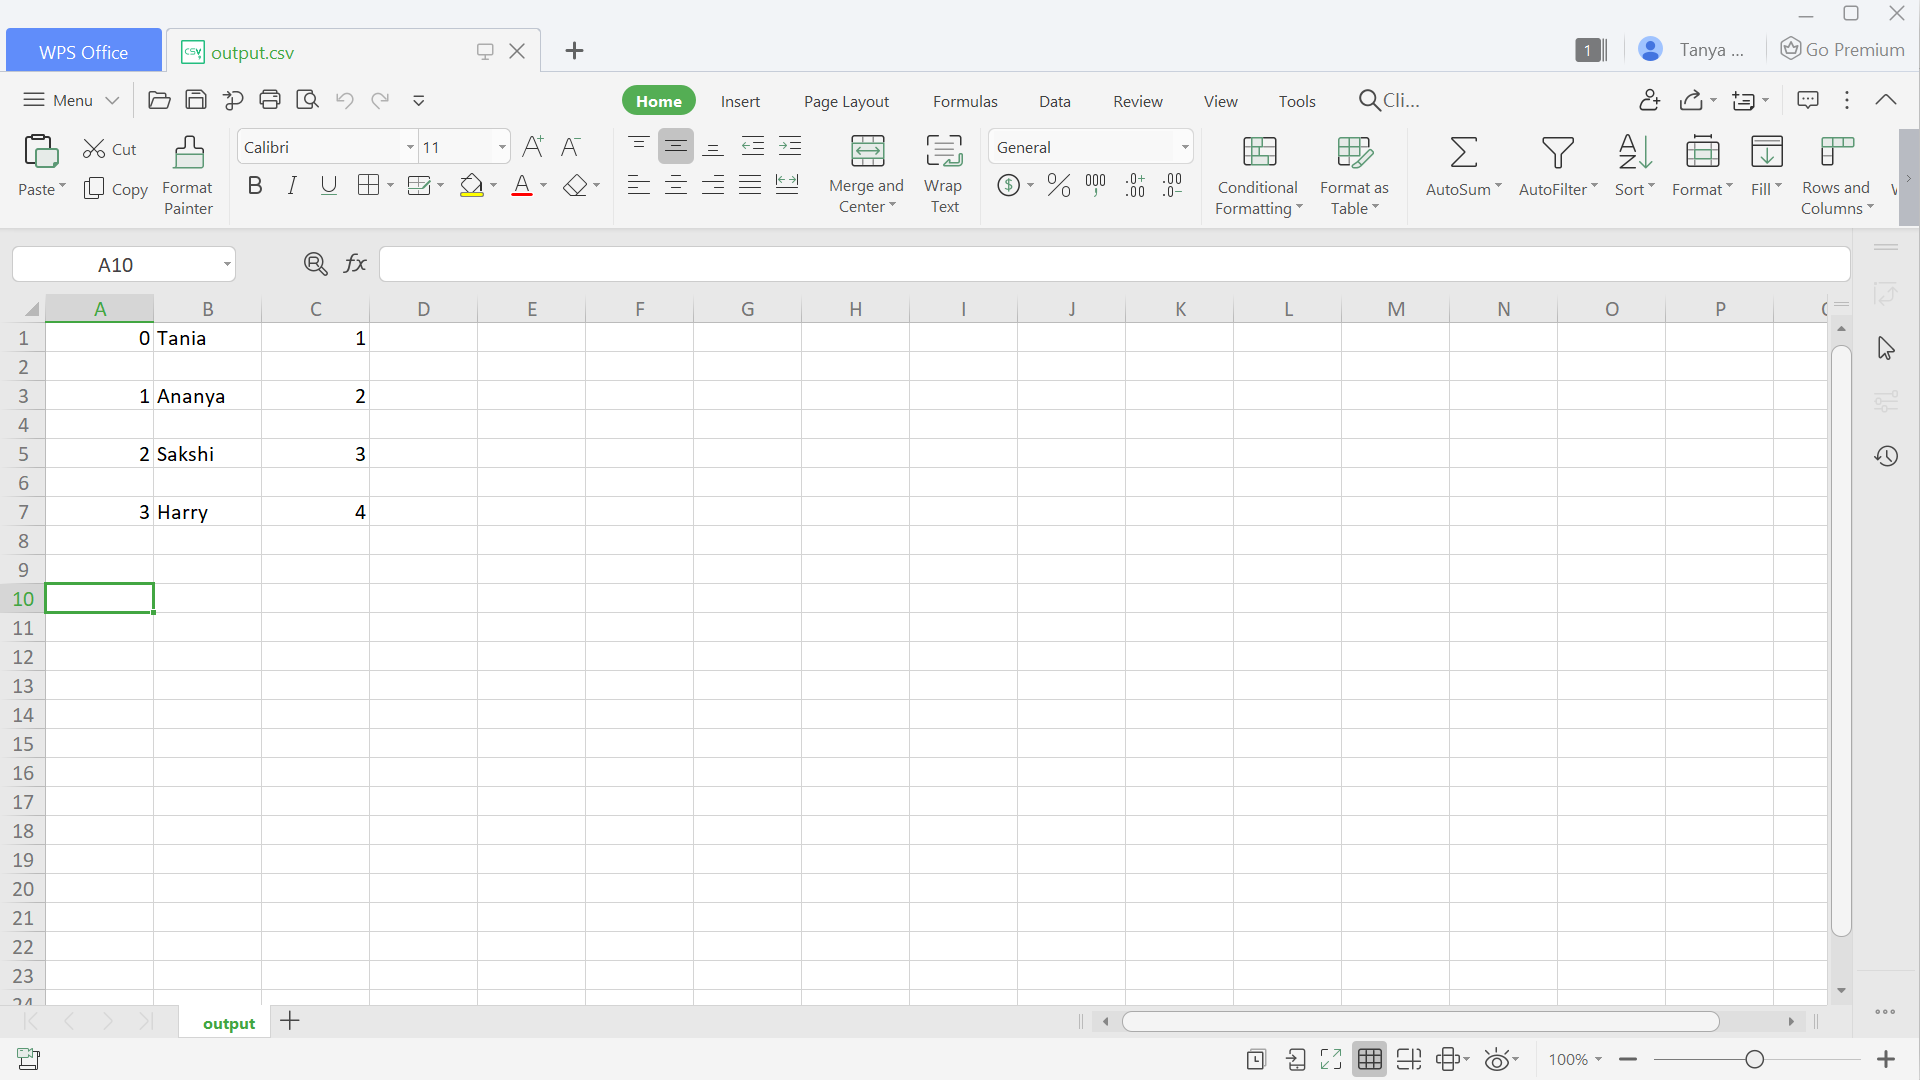 WPS Office
output.csv
1
Tanya ...
Go Premium
Menu
Home Insert Page Layout Formulas Data Review View Tools Cli...
Paste
Cut
Copy
Format Painter
Calibri 11
Merge and Center
Wrap Text
General
Conditional Formatting
Format as Table
AutoSum AutoFilter Sort Format Fill
Rows and Columns
A10
A B C D E F G H I J K L M N O P
1 0 Tania 1
2
3 1 Ananya 2
4
5 2 Sakshi 3
6
7 3 Harry 4
8
9
10
11
12
13
14
15
16
17
18
19
20
21
22
23
24
output
100%